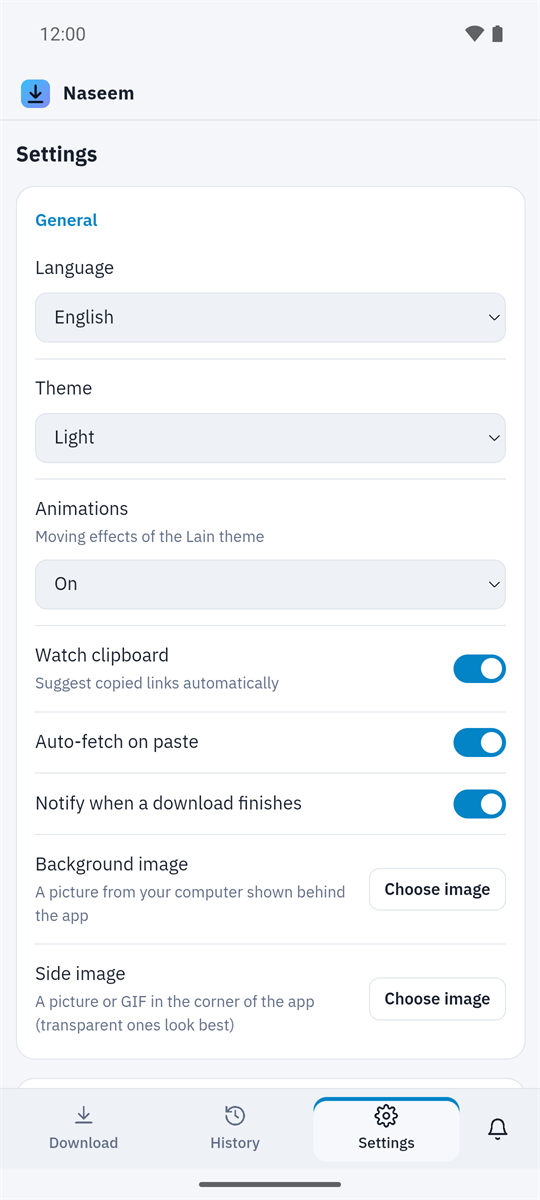 12:00
Naseem
Settings
General
Language
English
Theme
Light
Animations
Moving effects of the Lain theme
On
Watch clipboard
Suggest copied links automatically
Auto-fetch on paste
Notify when a download finishes
Background image
A picture from your computer shown behind
the app
Choose image
Side image
A picture or GIF in the corner of the app
(transparent ones look best)
Choose image
Download
History
Settings